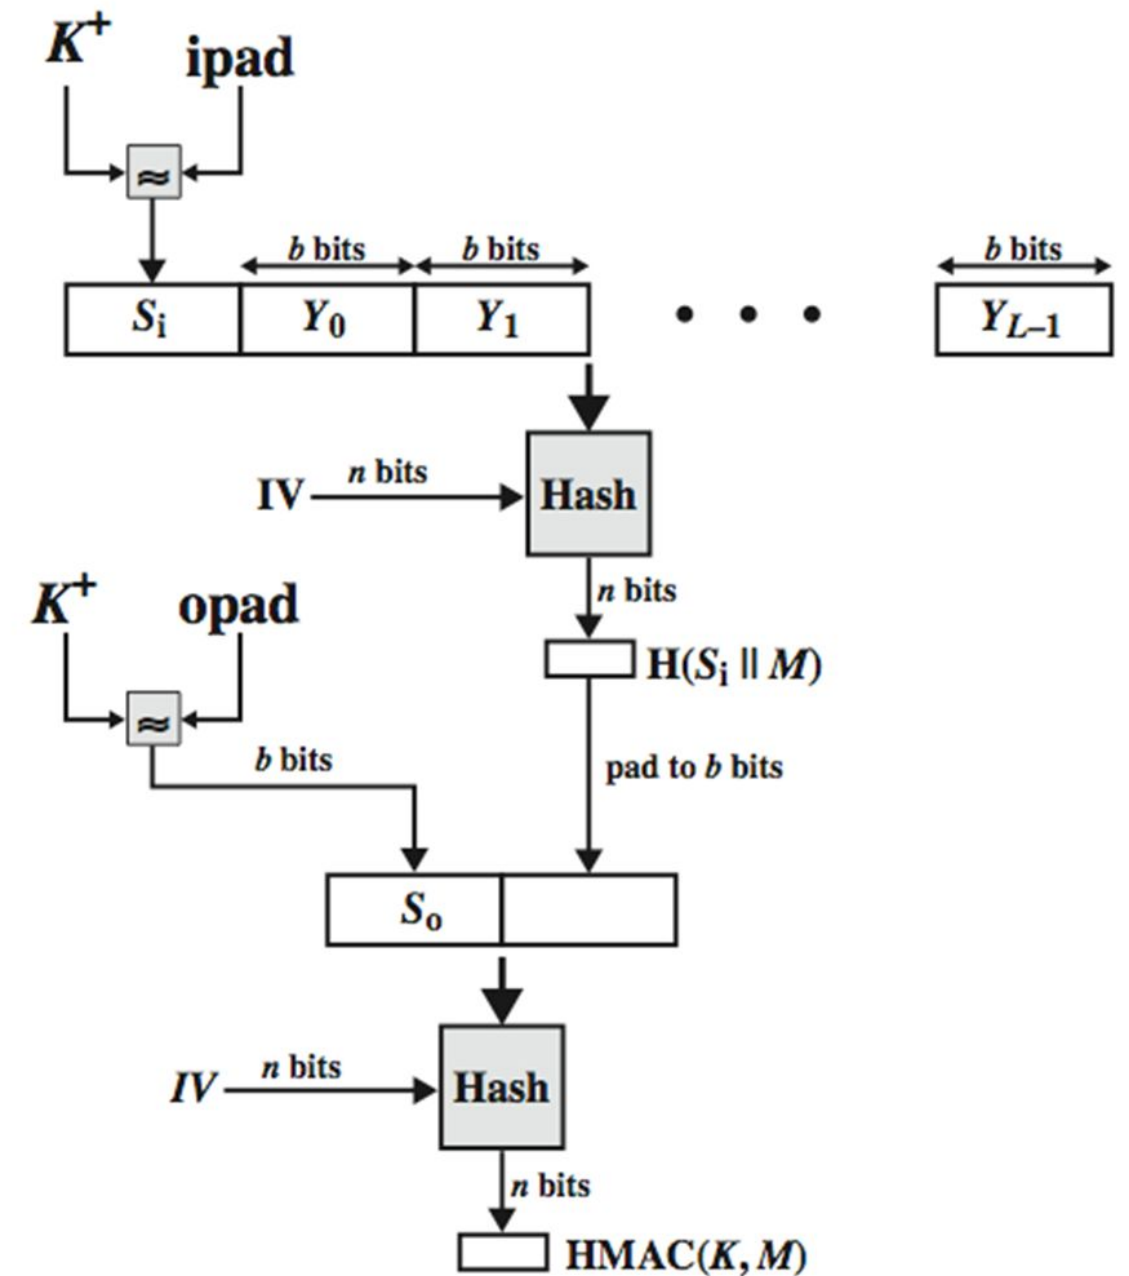 K+ ipad
≈
b bits b bits b bits
Si Y0 Y1 • • • YL–1
n bits
IV Hash
n bits
K+ opad
H(Si || M)
≈
b bits
pad to b bits
So
n bits
IV Hash
n bits
HMAC(K, M)